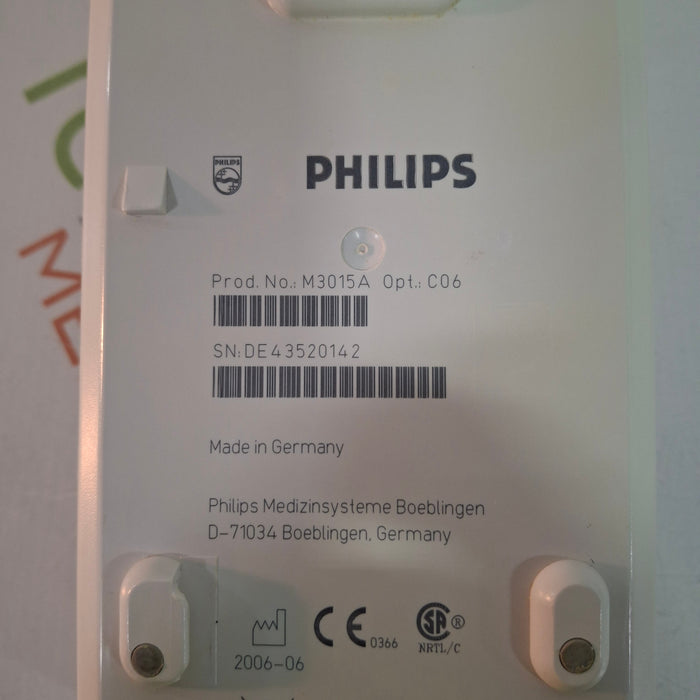 PHILIPS
PHILIPS
Prod. No.: M3015A Opt.: C06
SN:DE43520142
Made in Germany
Philips Medizinsysteme Boeblingen
D-71034 Boeblingen, Germany
2006-06
CE 0366
SA ®
NRTL/C